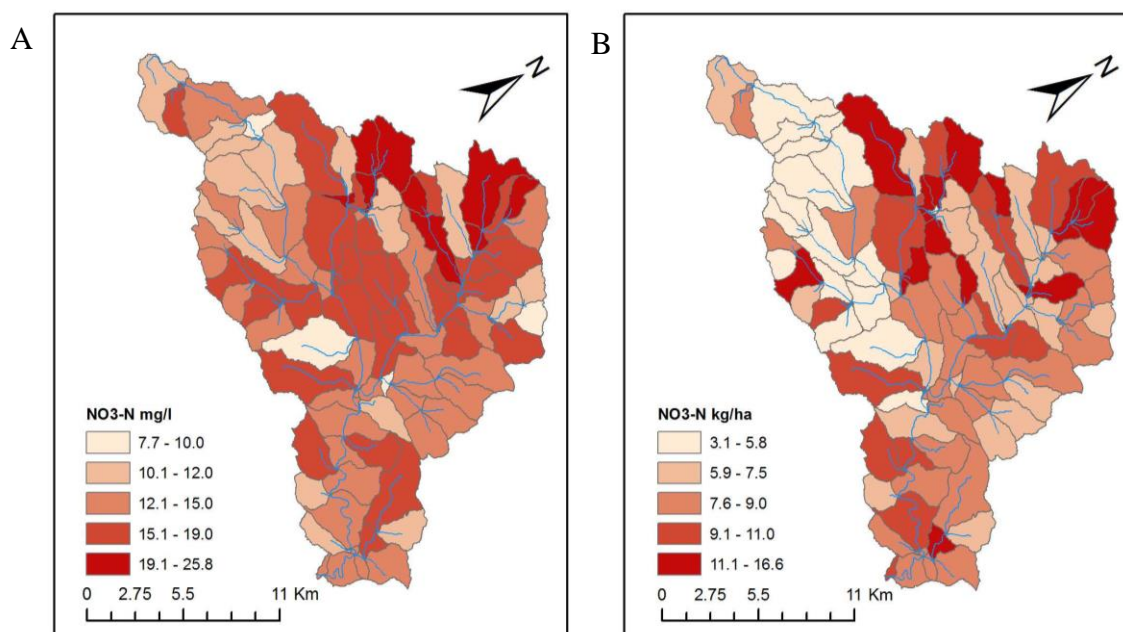 A
N
NO3-N mg/l
7.7 - 10.0
10.1 - 12.0
12.1 - 15.0
15.1 - 19.0
19.1 - 25.8
0 2.75 5.5 11 Km
B
N
NO3-N kg/ha
3.1 - 5.8
5.9 - 7.5
7.6 - 9.0
9.1 - 11.0
11.1 - 16.6
0 2.75 5.5 11 Km